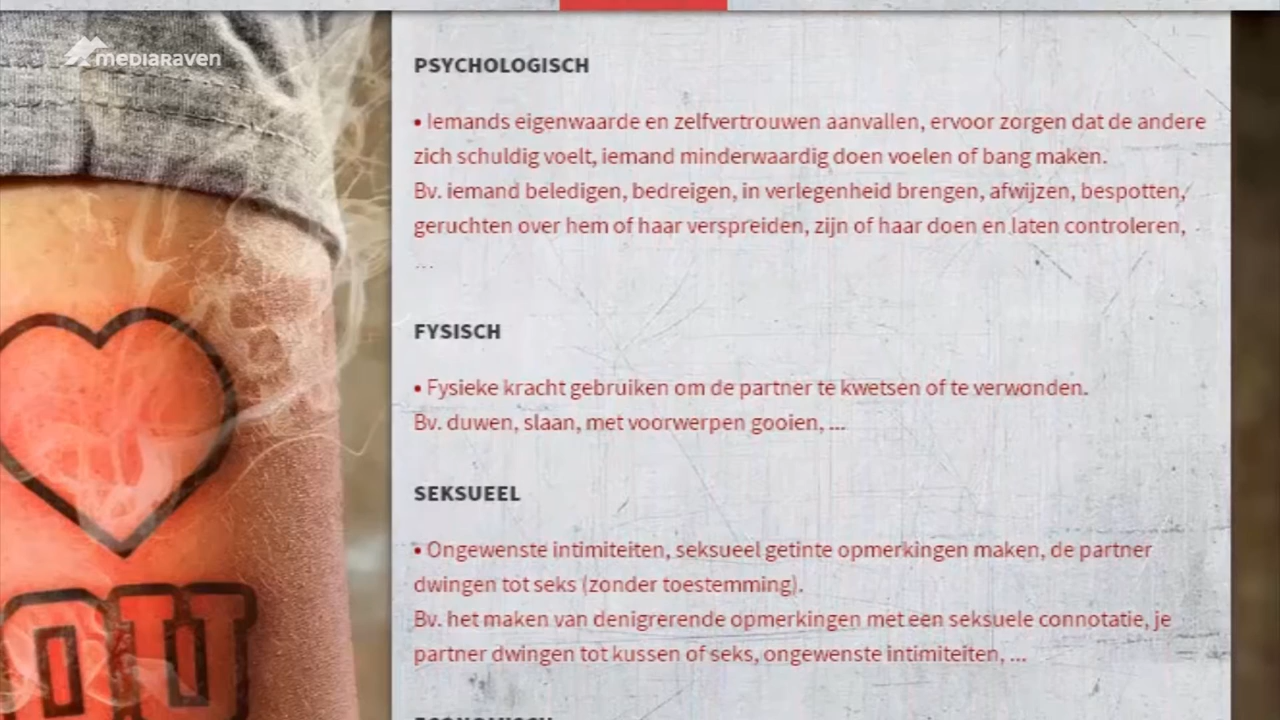 mediaraven
PSYCHOLOGISCH
• Iemands eigenwaarde en zelfvertrouwen aanvallen, ervoor zorgen dat de andere
zich schuldig voelt, iemand minderwaardig doen voelen of bang maken.
Bv. iemand beledigen, bedreigen, in verlegenheid brengen, afwijzen, bespotten,
geruchten over hem of haar verspreiden, zijn of haar doen en laten controleren,
...
FYSISCH
• Fysieke kracht gebruiken om de partner te kwetsen of te verwonden.
Bv. duwen, slaan, met voorwerpen gooien, ...
SEKSUEEL
• Ongewenste intimiteiten, seksueel getinte opmerkingen maken, de partner
dwingen tot seks (zonder toestemming).
Bv. het maken van denigrerende opmerkingen met een seksuele connotatie, je
partner dwingen tot kussen of seks, ongewenste intimiteiten, ...